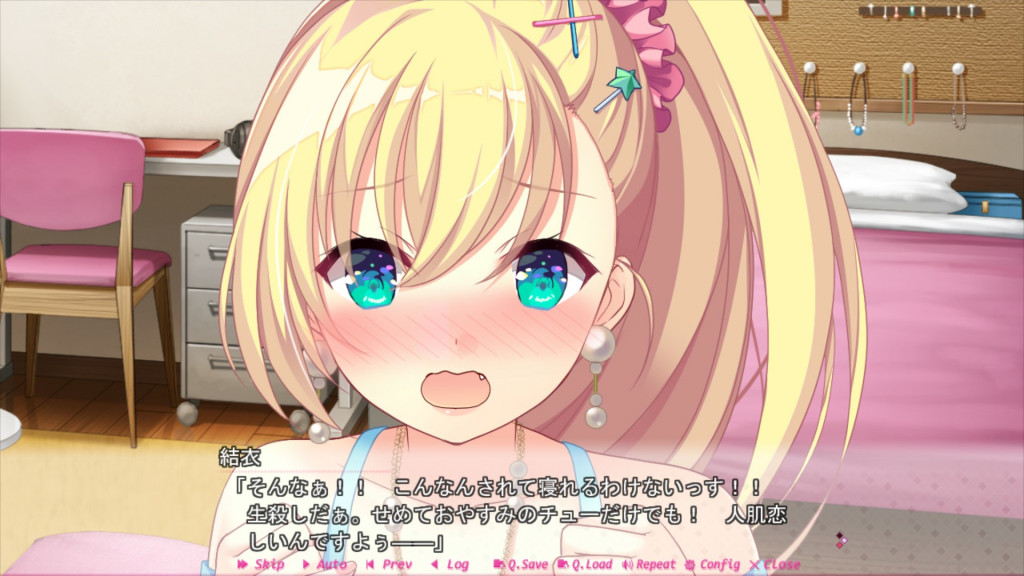 結衣
「そんなぁ！！　こんなんされて寝れるわけないっす！！
生殺しだぁ。せめておやすみのチューだけでも！　人肌恋
しいんですよぅ――」
Skip Auto Prev Log Q.Save Q.Load Repeat Config Close